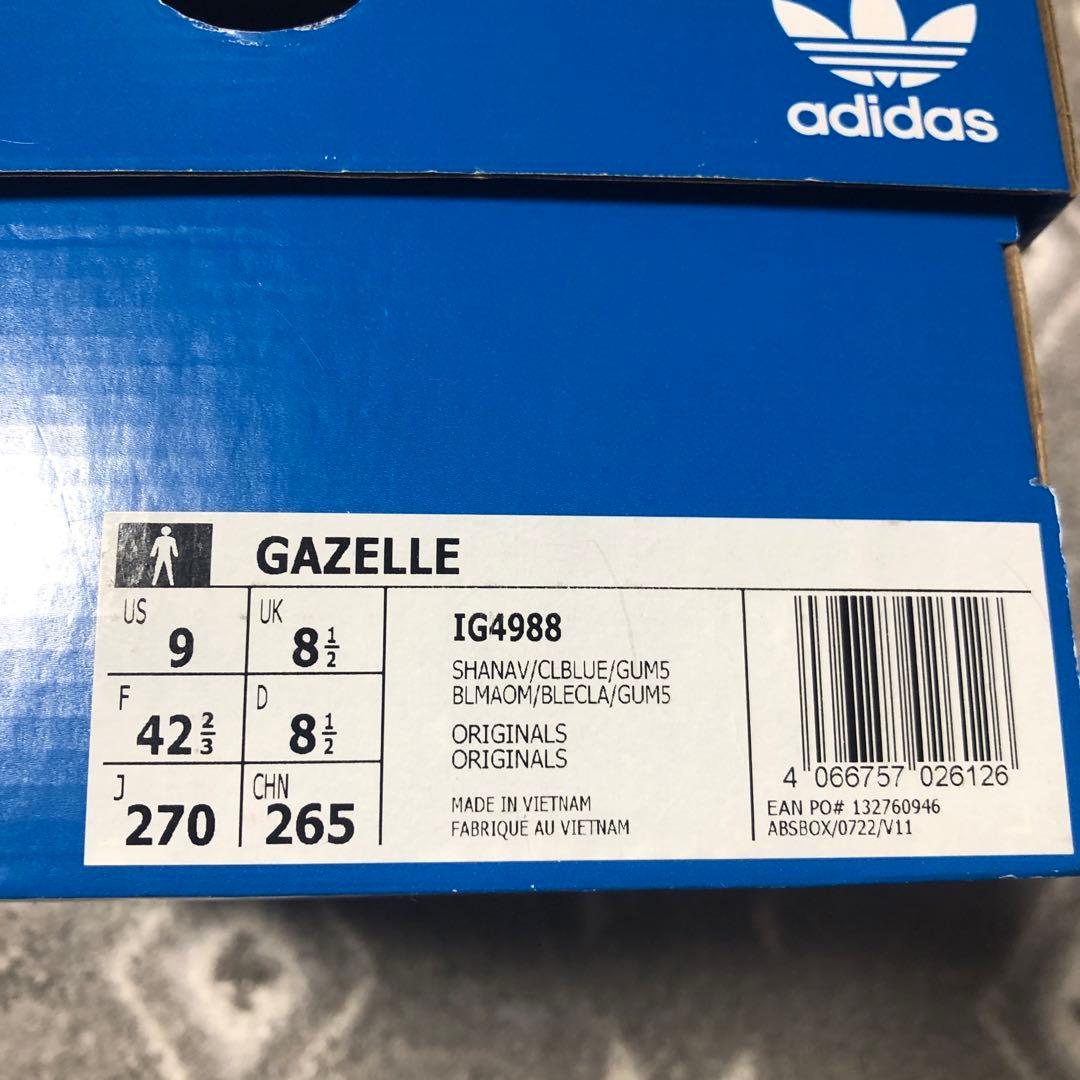 adidas
GAZELLE
US
9
UK
8 1/2
F
42 2/3
D
8 1/2
J
270
CHN
265
IG4988
SHANAV/CLBLUE/GUM5
BLMAOM/BLECLA/GUM5
ORIGINALS
ORIGINALS
MADE IN VIETNAM
FABRIQUÉ AU VIETNAM
4 066757 026126
EAN PO# 132760946
ABSBOX/0722/V11